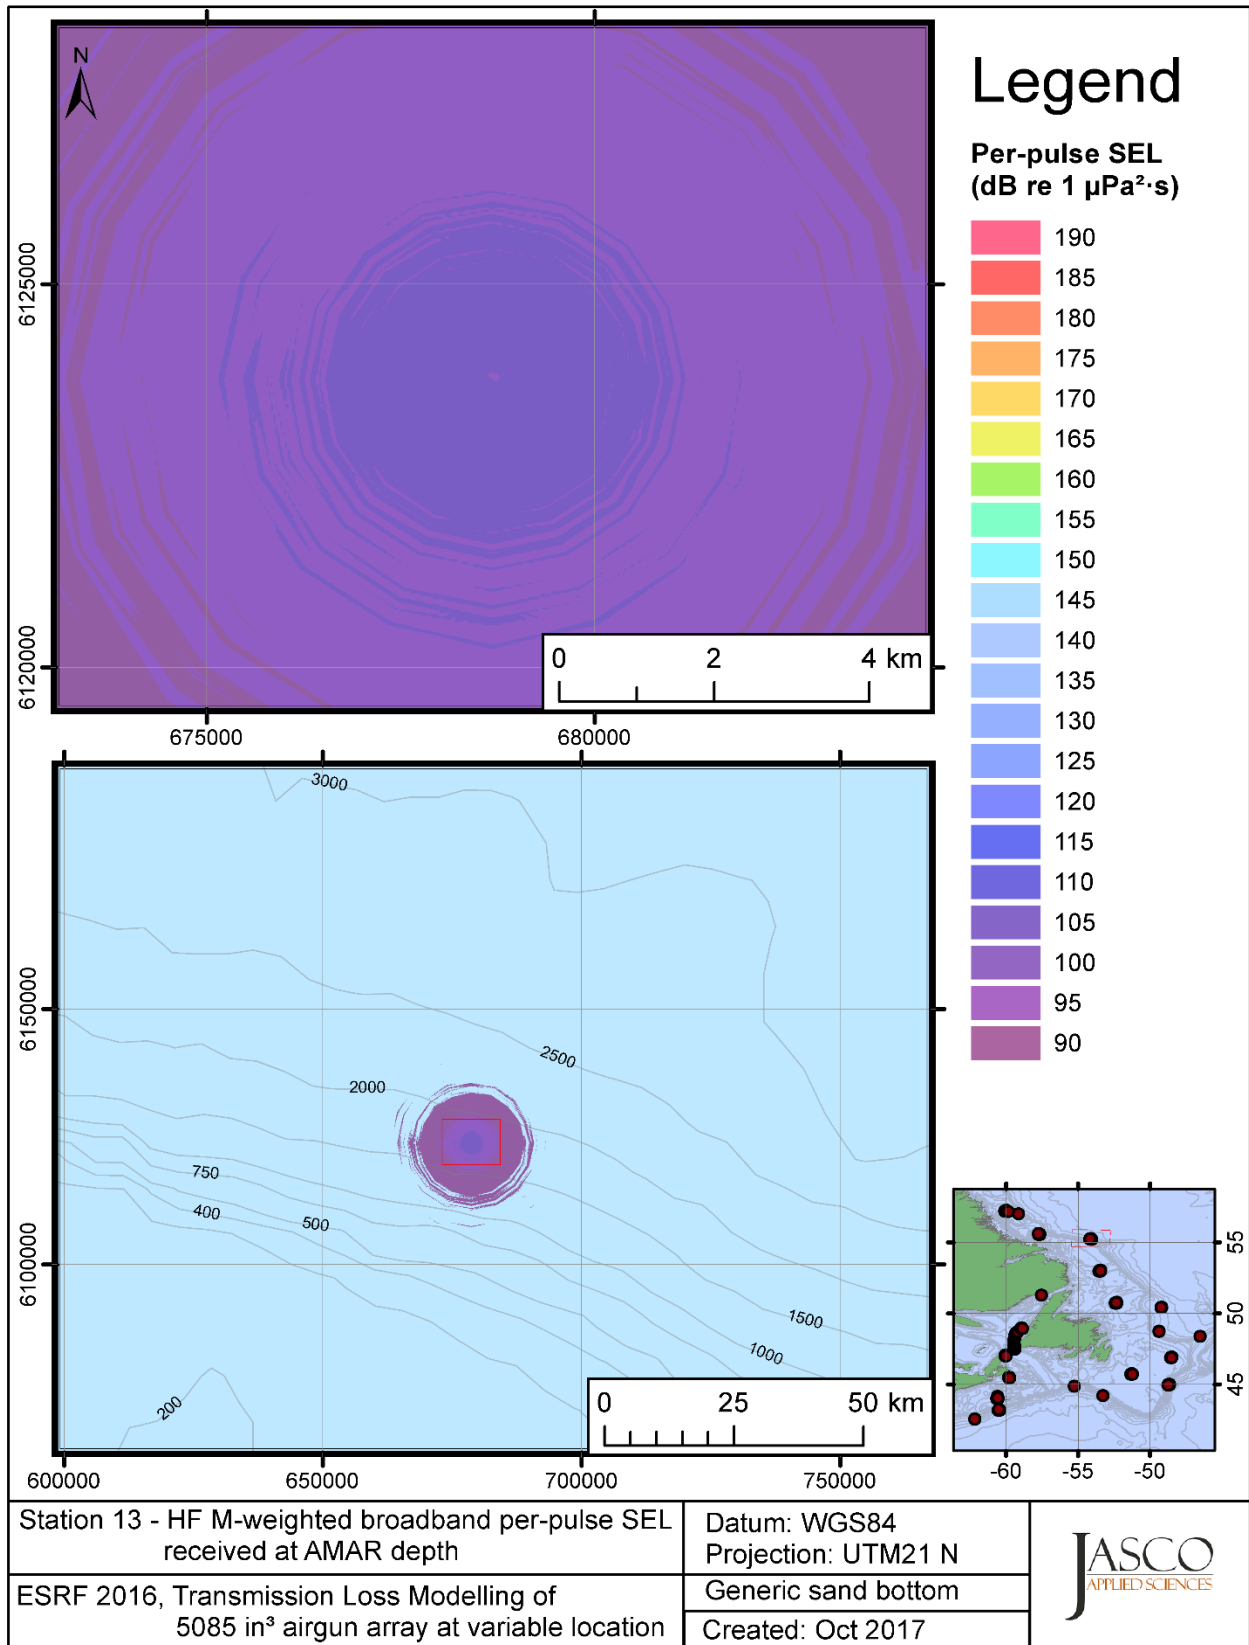 N
6125000
6120000
0 2 4 km
675000 680000
Legend
Per-pulse SEL
(dB re 1 µPa²·s)
190
185
180
175
170
165
160
155
150
145
140
135
130
125
120
115
110
105
100
95
90
3000
2500
2000
750
400
500
1500
1000
200
6150000
6100000
0 25 50 km
600000 650000 700000 750000
55
50
45
-60 -55 -50
Station 13 - HF M-weighted broadband per-pulse SEL
received at AMAR depth
ESRF 2016, Transmission Loss Modelling of
5085 in³ airgun array at variable location
Datum: WGS84
Projection: UTM21 N
Generic sand bottom
Created: Oct 2017
JASCO
APPLIED SCIENCES